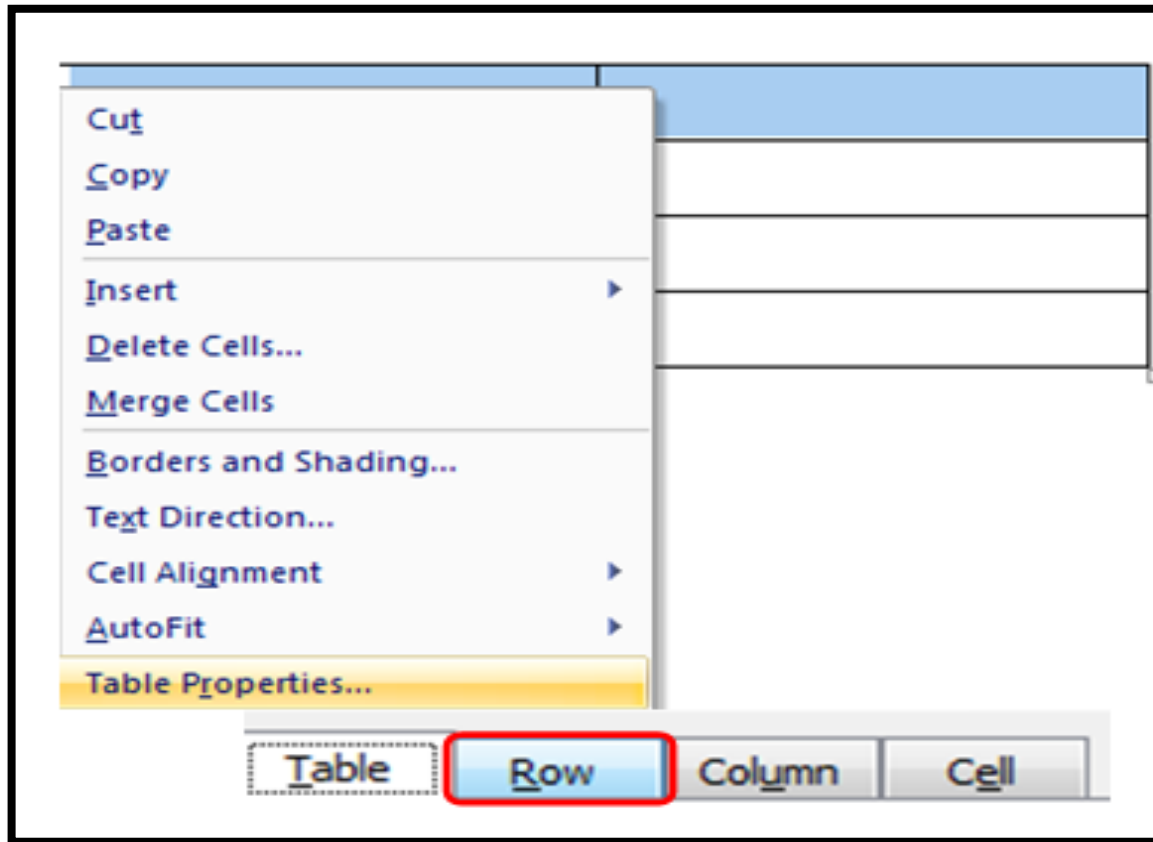 Cut
Copy
Paste
Insert
Delete Cells...
Merge Cells
Borders and Shading...
Text Direction...
Cell Alignment
AutoFit
Table Properties...
Table Row Column Cell